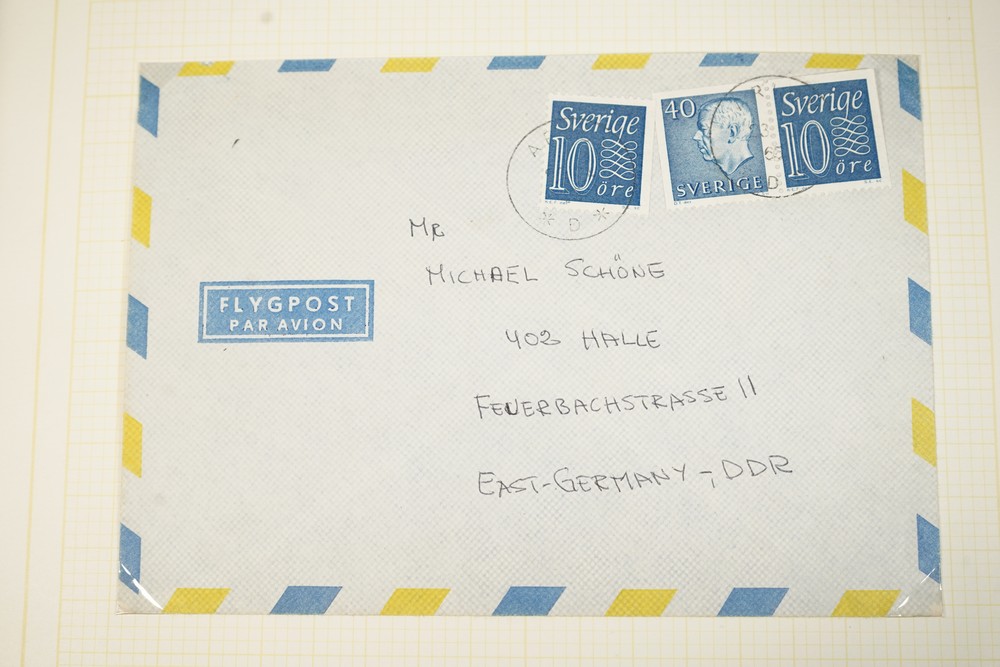 Sverige
10
öre
40
SVERIGE
Sverige
10
öre
D
D
MR
MICHAEL SCHÖNE
FLYGPOST
PAR AVION
402 HALLE
FEUERBACHSTRASSE 11
EAST-GERMANY-, DDR